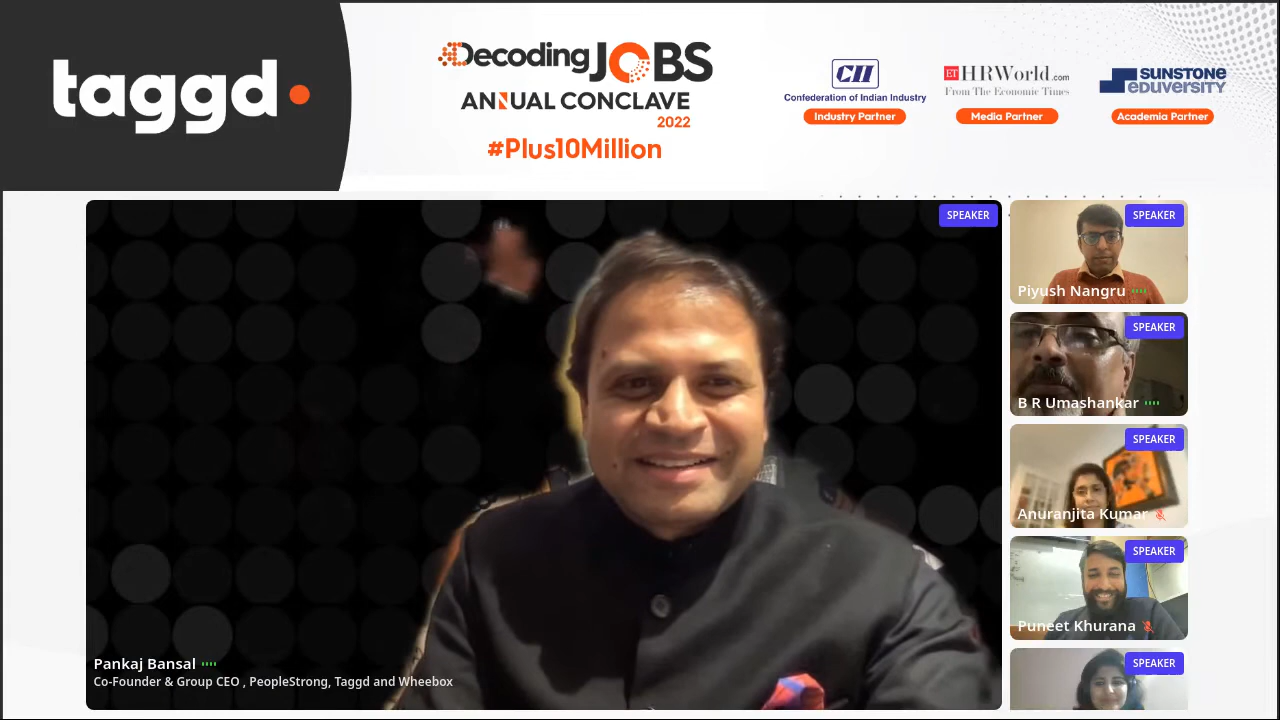 taggd
Decoding JOBS
ANNUAL CONCLAVE
2022
#Plus10Million
CII
Confederation of Indian Industry
Industry Partner
ET HRWorld.com
From The Economic Times
Media Partner
SUNSTONE
eDUVERSITY
Academia Partner
SPEAKER
Pankaj Bansal
Co-Founder & Group CEO , PeopleStrong, Taggd and Wheebox
SPEAKER
Piyush Nangru
SPEAKER
B R Umashankar
SPEAKER
Anuranjita Kumar
SPEAKER
Puneet Khurana
SPEAKER